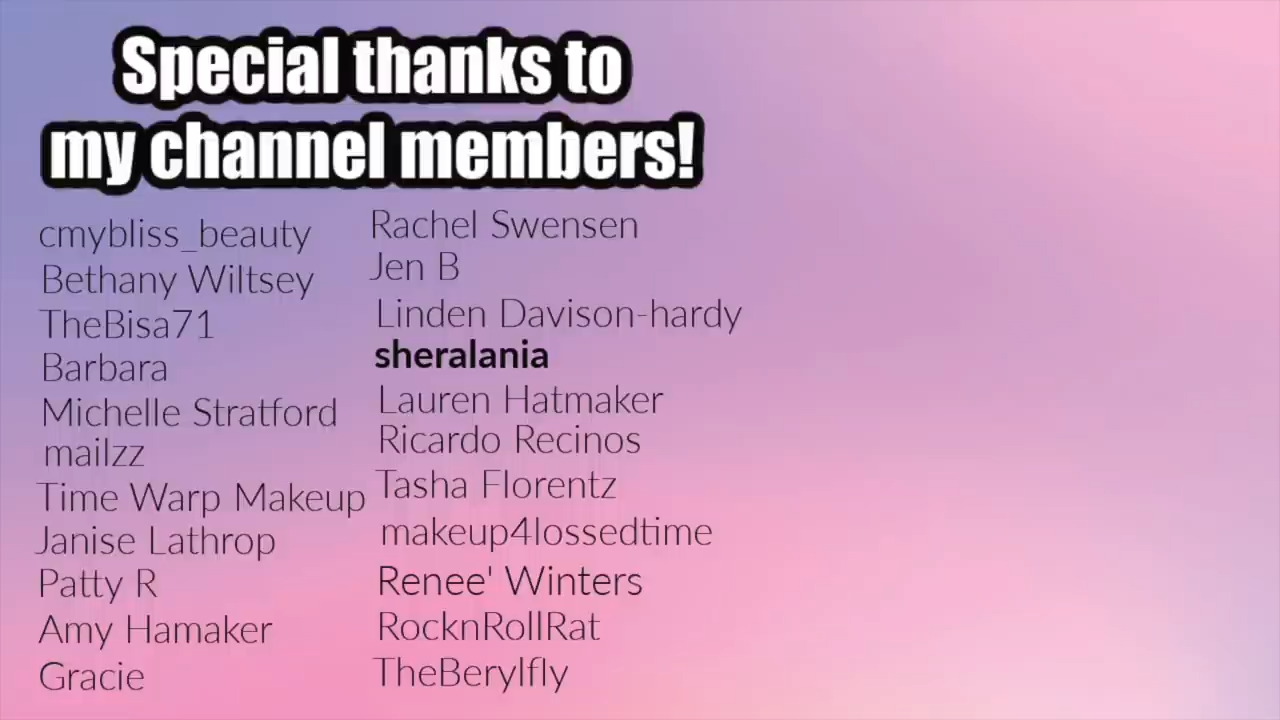 Special thanks to
my channel members!
cmybliss_beauty
Bethany Wiltsey
TheBisa71
Barbara
Michelle Stratford
mailzz
Time Warp Makeup
Janise Lathrop
Patty R
Amy Hamaker
Gracie
Rachel Swensen
Jen B
Linden Davison-hardy
sheralania
Lauren Hatmaker
Ricardo Recinos
Tasha Florentz
makeup4lossedtime
Renee' Winters
RocknRollRat
TheBerylfly